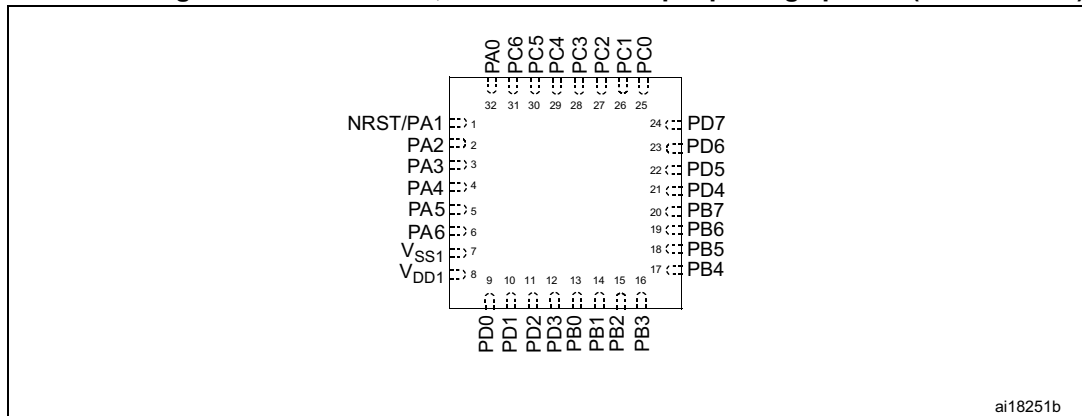 PA0
PC6
PC5
PC4
PC3
PC2
PC1
PC0
32 31 30 29 28 27 26 25
NRST/PA1 1
PA2 2
PA3 3
PA4 4
PA5 5
PA6 6
VSS1 7
VDD1 8
24 PD7
23 PD6
22 PD5
21 PD4
20 PB7
19 PB6
18 PB5
17 PB4
9 10 11 12 13 14 15 16
PD0
PD1
PD2
PD3
PB0
PB1
PB2
PB3
ai18251b